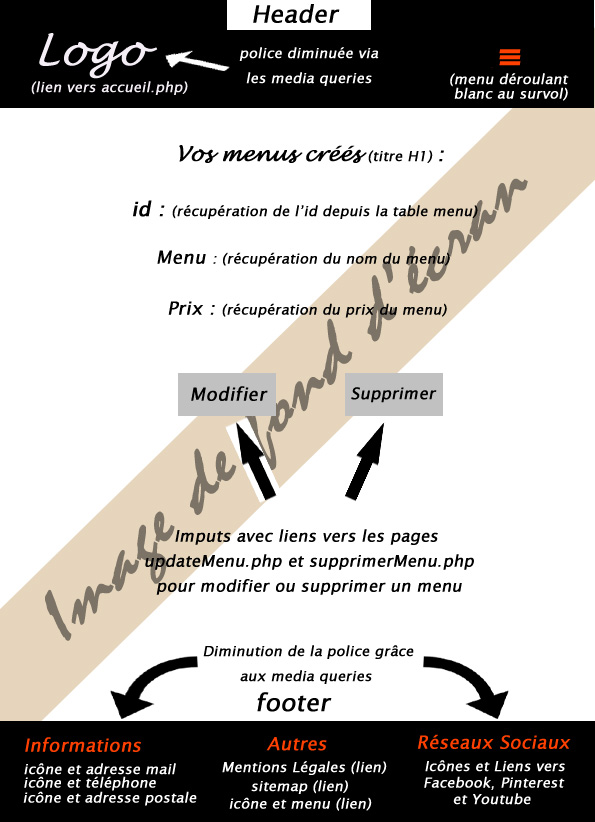 Header
Logo
(lien vers accueil.php)
police diminuée via
les media queries
(menu déroulant
blanc au survol)
Vos menus créés (titre H1) :
id : (récupération de l'id depuis la table menu)
Menu : (récupération du nom du menu)
Prix : (récupération du prix du menu)
Image de fond d'écran
Modifier
Supprimer
Imputs avec liens vers les pages
updateMenu.php et supprimerMenu.php
pour modifier ou supprimer un menu
Diminution de la police grâce
aux media queries
footer
Informations
icône et adresse mail
icône et téléphone
icône et adresse postale
Autres
Mentions Légales (lien)
sitemap (lien)
icône et menu (lien)
Réseaux Sociaux
Icônes et Liens vers
Facebook, Pinterest
et Youtube